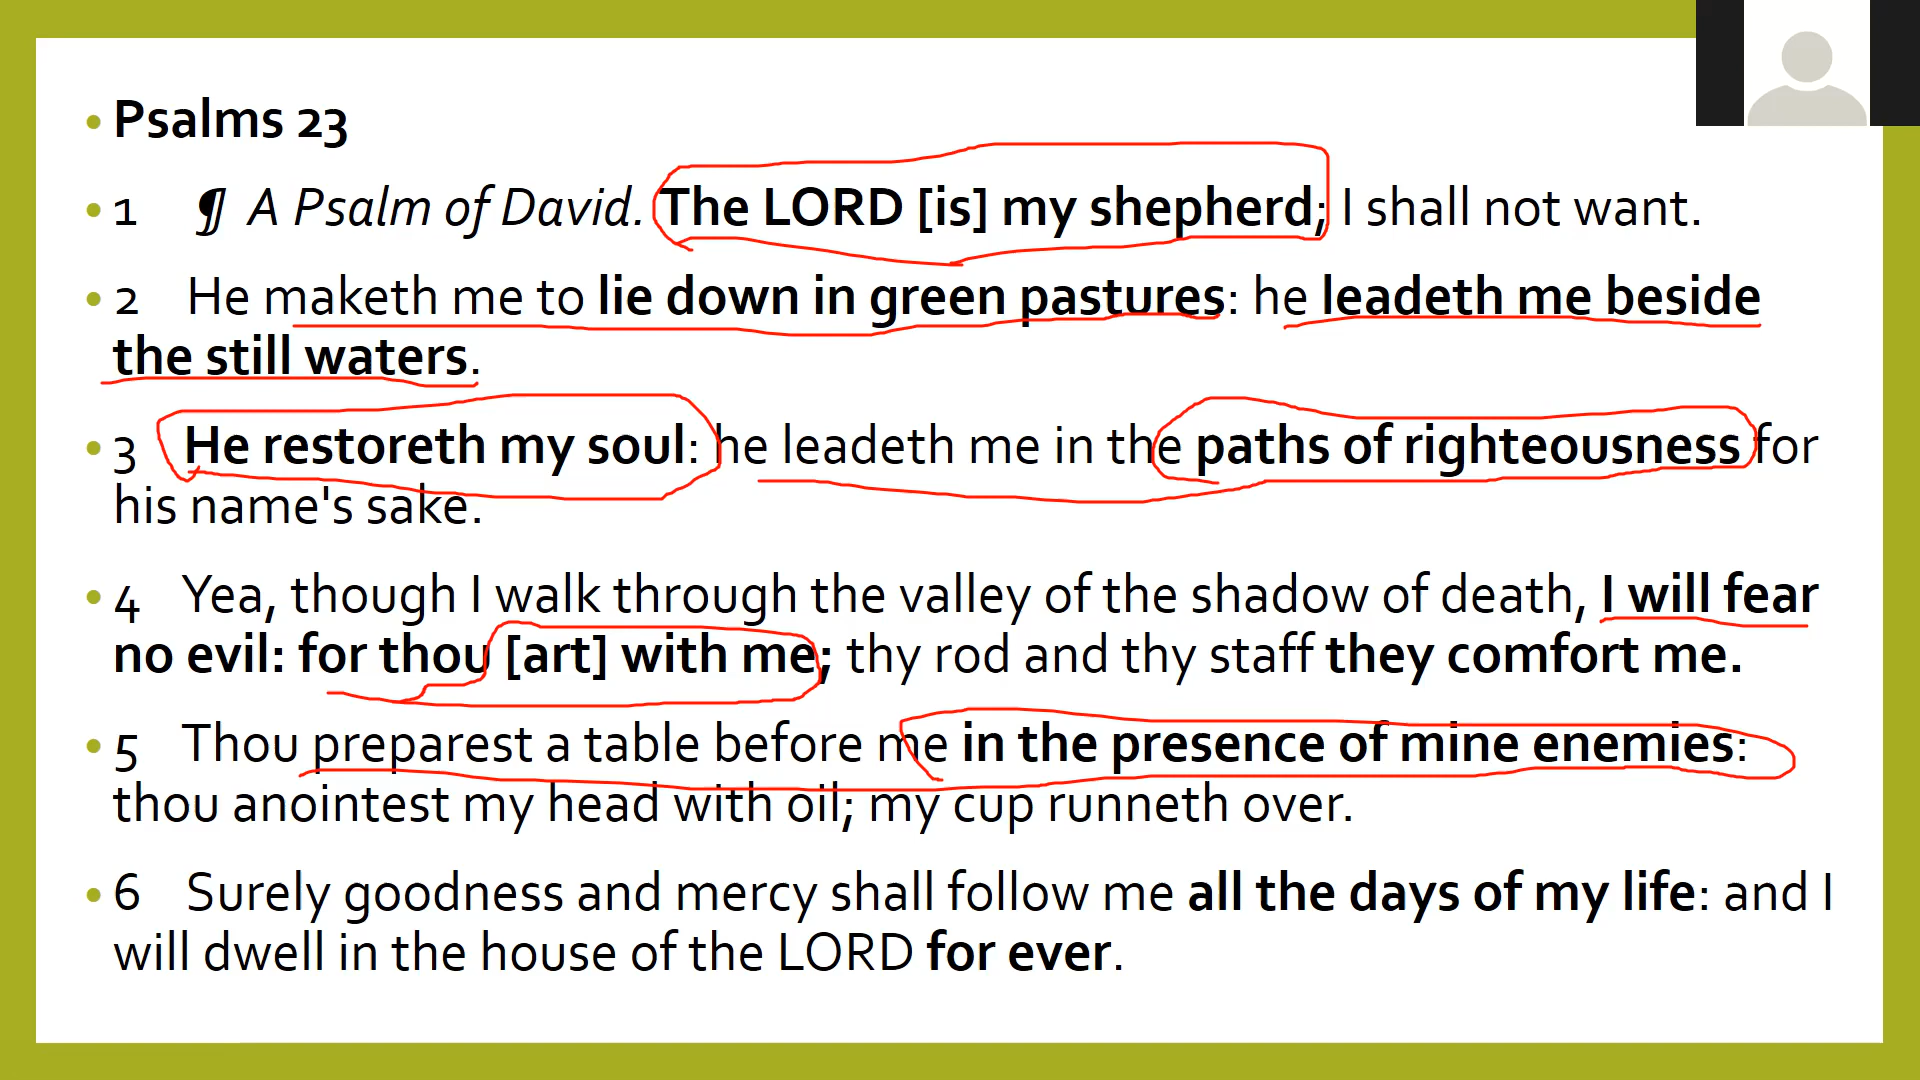 • Psalms 23
• 1 ¶ A Psalm of David. The LORD [is] my shepherd; I shall not want.
• 2 He maketh me to lie down in green pastures: he leadeth me beside
the still waters.
• 3 He restoreth my soul: he leadeth me in the paths of righteousness for
his name's sake.
• 4 Yea, though I walk through the valley of the shadow of death, I will fear
no evil: for thou [art] with me; thy rod and thy staff they comfort me.
• 5 Thou preparest a table before me in the presence of mine enemies:
thou anointest my head with oil; my cup runneth over.
• 6 Surely goodness and mercy shall follow me all the days of my life: and I
will dwell in the house of the LORD for ever.